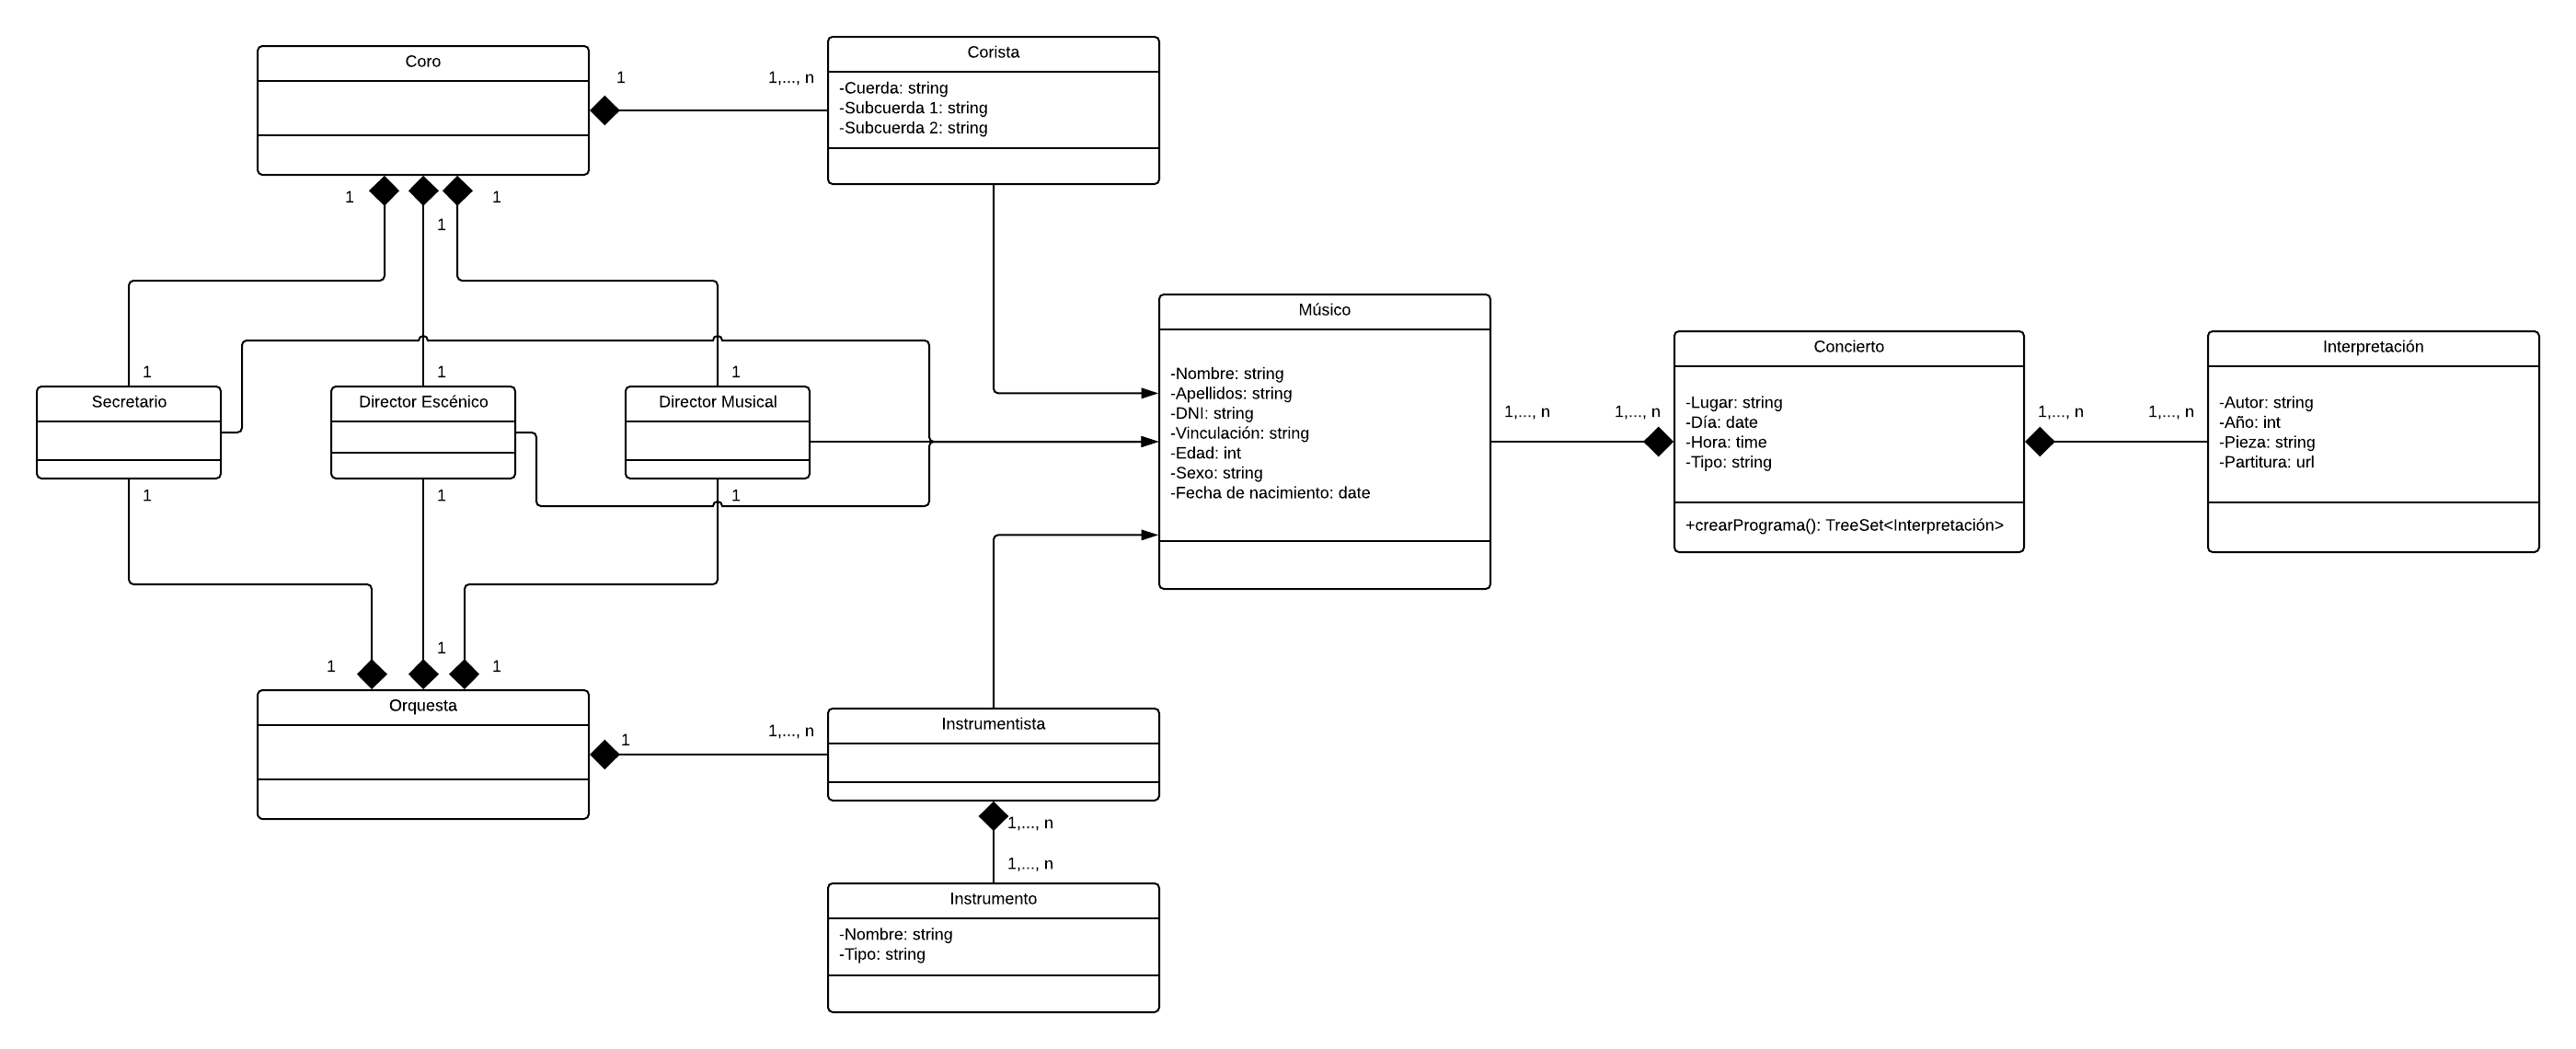 Coro
1
1,..., n
Corista
-Cuerda: string
-Subcuerda 1: string
-Subcuerda 2: string
1
1
1
1
1
1
Secretario
Director Escénico
Director Musical
1
1
1
Músico
-Nombre: string
-Apellidos: string
-DNI: string
-Vinculación: string
-Edad: int
-Sexo: string
-Fecha de nacimiento: date
1,..., n
1,..., n
Concierto
-Lugar: string
-Día: date
-Hora: time
-Tipo: string
+crearPrograma(): TreeSet<Interpretación>
1,..., n
1,..., n
Interpretación
-Autor: string
-Año: int
-Pieza: string
-Partitura: url
1
1
1
Orquesta
1
1,..., n
Instrumentista
1,..., n
1,..., n
Instrumento
-Nombre: string
-Tipo: string